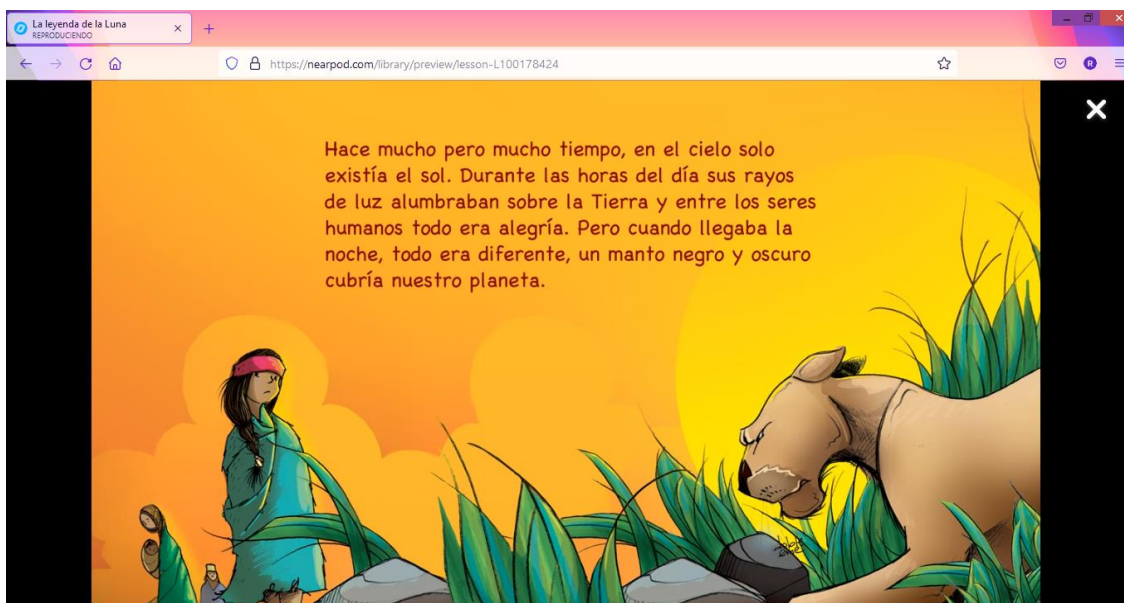 La leyenda de la Luna
REPRODUCIENDO
https://nearpod.com/library/preview/lesson-L100178424
R
Hace mucho pero mucho tiempo, en el cielo solo
existía el sol. Durante las horas del día sus rayos
de luz alumbraban sobre la Tierra y entre los seres
humanos todo era alegría. Pero cuando llegaba la
noche, todo era diferente, un manto negro y oscuro
cubría nuestro planeta.